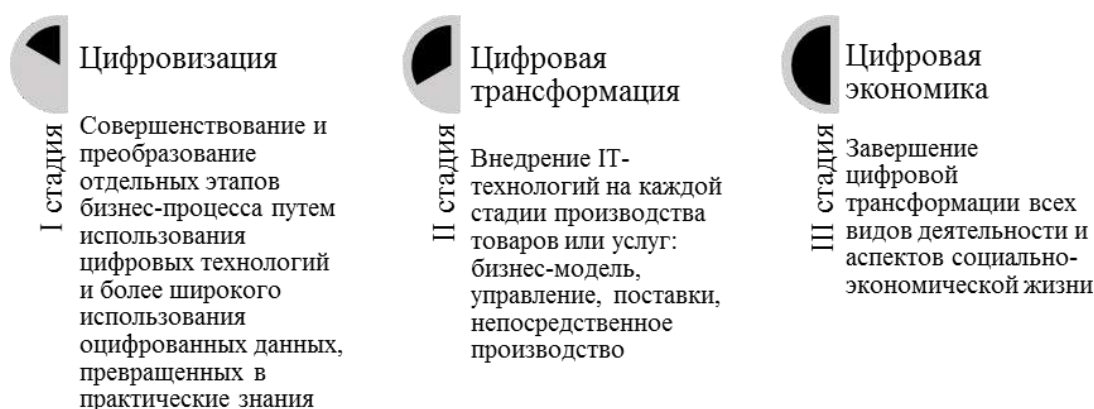 I стадия
Цифровизация
Совершенствование и
преобразование
отдельных этапов
бизнес-процесса путем
использования
цифровых технологий
и более широкого
использования
оцифрованных данных,
превращенных в
практические знания
II стадия
Цифровая
трансформация
Внедрение IT-
технологий на каждой
стадии производства
товаров или услуг:
бизнес-модель,
управление, поставки,
непосредственное
производство
III стадия
Цифровая
экономика
Завершение
цифровой
трансформации всех
видов деятельности и
аспектов социально-
экономической жизни